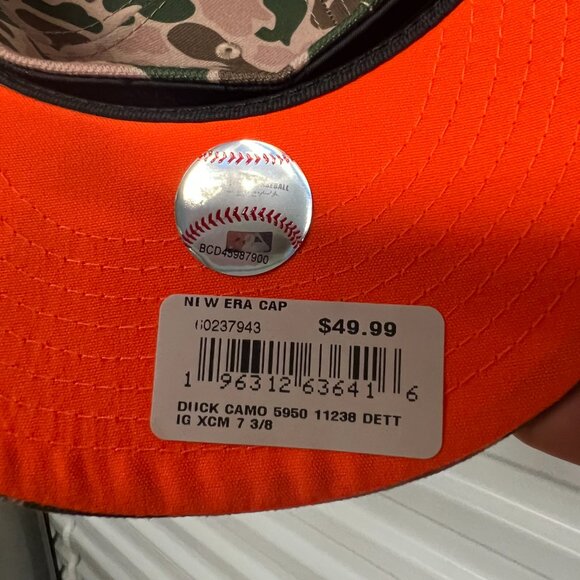 BASEBALL
BCD45987900
NEW ERA CAP
60237943 $49.99
1 96312 63641 6
DUCK CAMO 5950 11238 DETT
IG XCM 7 3/8